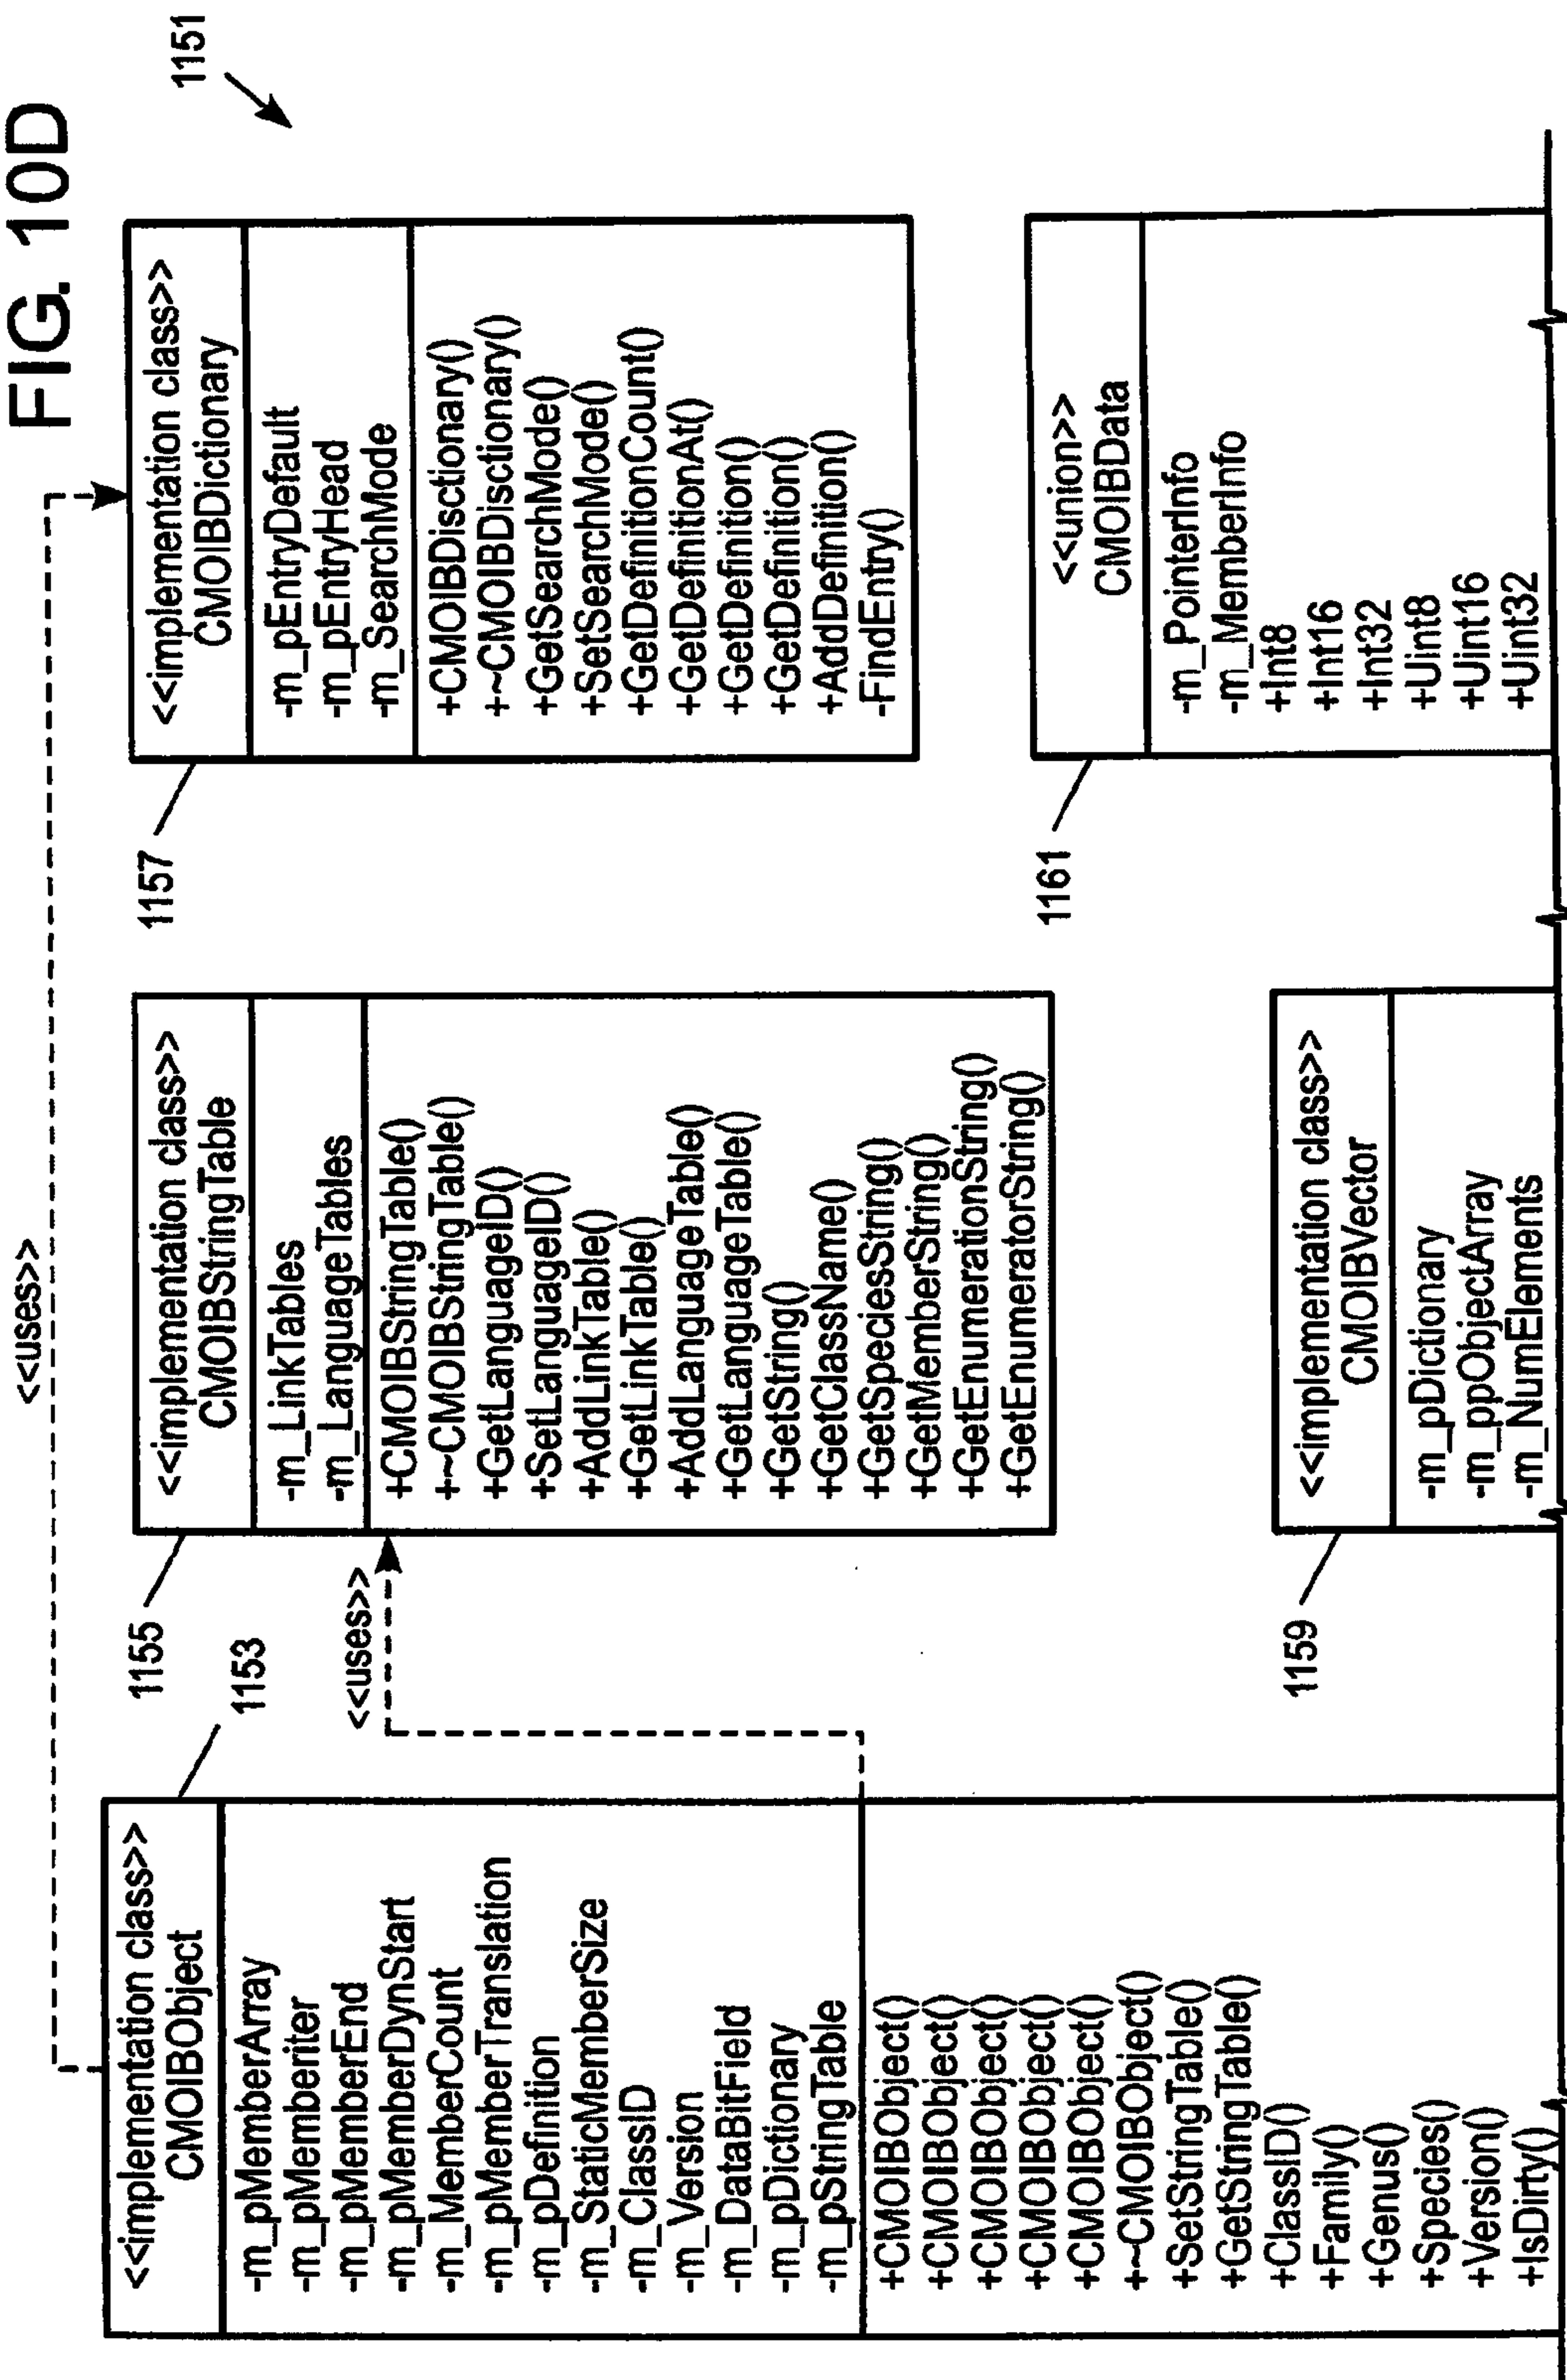 FIG. 10D
1151
<<uses>>
1153
<<implementation class>>
CMOIBObject
-m_pMemberArray
-m_pMemberiter
-m_pMemberEnd
-m_pMemberDynStart
-m_MemberCount
-m_pMemberTranslation
-m_pDefinition
-m_StaticMemberSize
-m_ClassID
-m_Version
-m_DataBitField
-m_pDictionary
-m_pStringTable
+CMOIBObject()
+CMOIBObject()
+CMOIBObject()
+CMOIBObject()
+CMOIBObject()
+~CMOIBObject()
+SetStringTable()
+GetStringTable()
+ClassID()
+Family()
+Genus()
+Species()
+Version()
+IsDirty()
<<uses>>
1155
<<implementation class>>
CMOIBStringTable
-m_LinkTables
-m_LanguageTables
+CMOIBStringTable()
+~CMOIBStringTable()
+GetLanguageID()
+SetLanguageID()
+AddLinkTable()
+GetLinkTable()
+AddLanguageTable()
+GetLanguageTable()
+GetString()
+GetClassName()
+GetSpeciesString()
+GetMemberString()
+GetEnumerationString()
+GetEnumeratorString()
1157
<<implementation class>>
CMOIBDictionary
-m_pEntryDefault
-m_pEntryHead
-m_SearchMode
+CMOIBDisctionary()
+~CMOIBDisctionary()
+GetSearchMode()
+SetSearchMode()
+GetDefinitionCount()
+GetDefinitionAt()
+GetDefinition()
+GetDefinition()
+AddDefinition()
-FindEntry()
1159
<<implementation class>>
CMOIBVector
-m_pDictionary
-m_ppObjectArray
-m_NumElements
1161
<<union>>
CMOIBData
-m_PointerInfo
-m_MemberInfo
+Int8
+Int16
+Int32
+Uint8
+Uint16
+Uint32